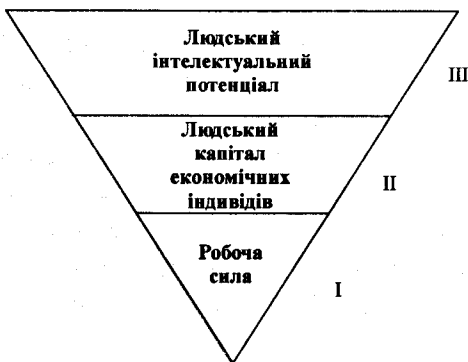 Людський
інтелектуальний
потенціал
III
Людський
капітал
економічних
індивідів
II
Робоча
сила
I